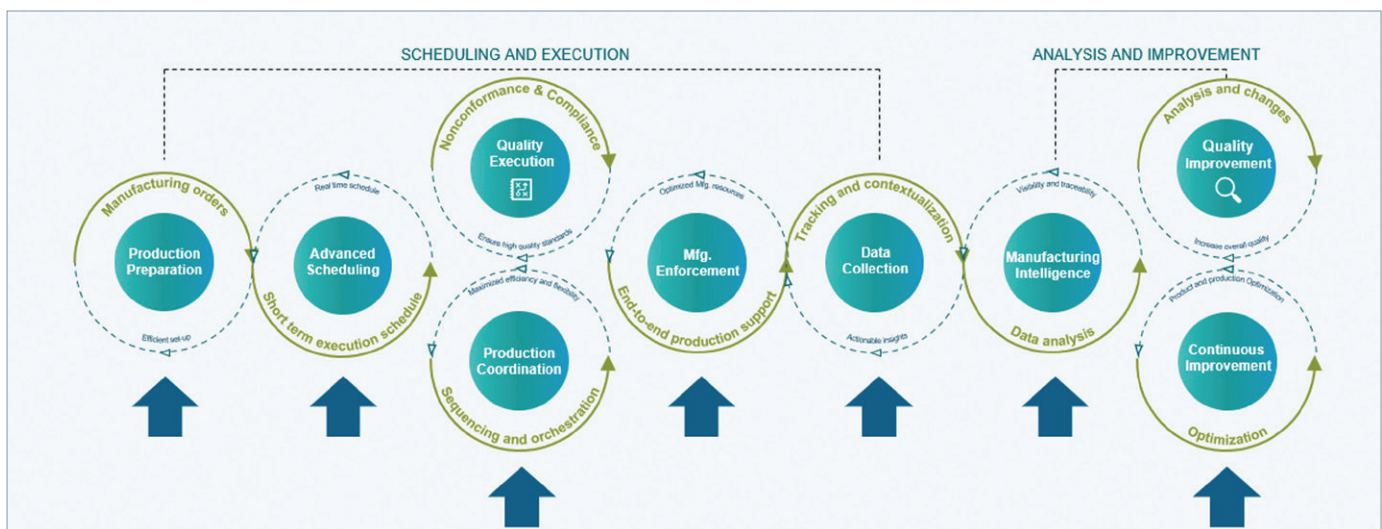 SCHEDULING AND EXECUTION
ANALYSIS AND IMPROVEMENT
Manufacturing orders
Production
Preparation
Efficient set-up
Real time schedule
Advanced
Scheduling
Short term execution schedule
Nonconformance & Compliance
Quality
Execution
Ensure high quality standards
Maximized efficiency and flexibility
Production
Coordination
Sequencing and orchestration
Optimized Mfg. resources
Mfg.
Enforcement
End-to-end production support
Tracking and contextualization
Data
Collection
Actionable insights
Visibility and traceability
Manufacturing
Intelligence
Data analysis
Analysis and changes
Quality
Improvement
Increase overall quality
Product and production Optimization
Continuous
Improvement
Optimization